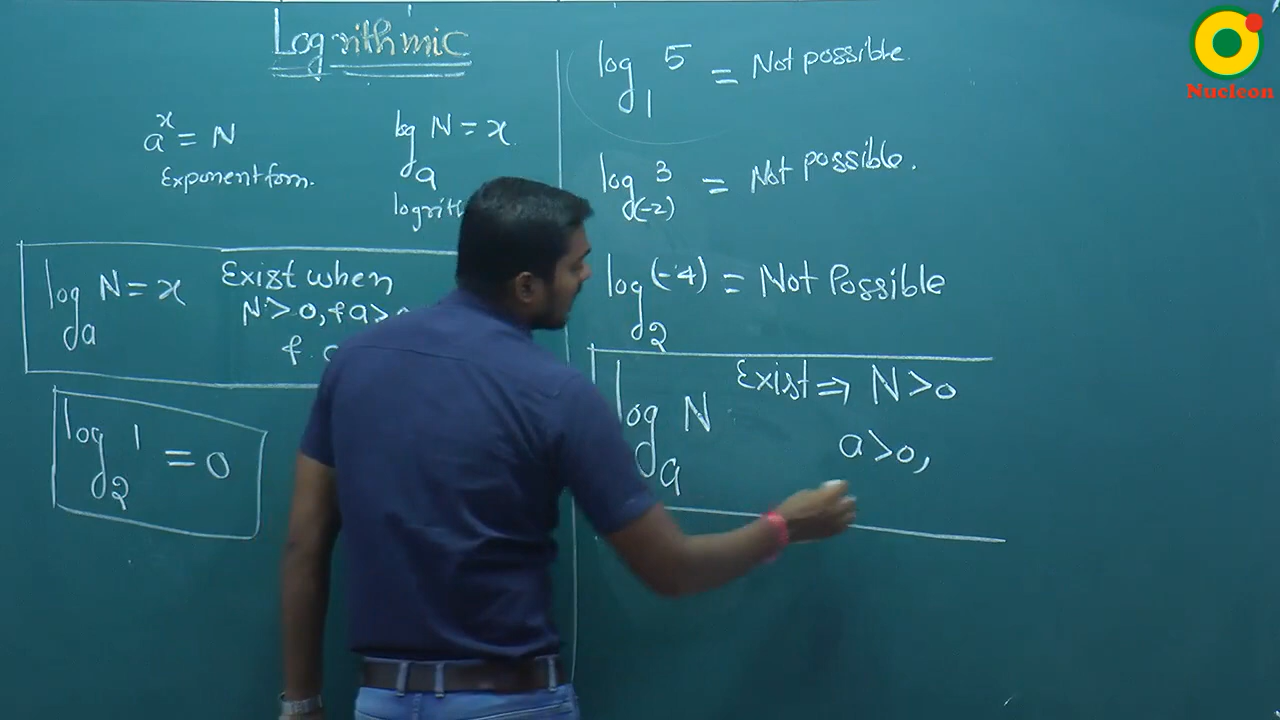 Logrithmic
a^x = N
Exponent form.
log_a N = x.
log_a N = x Exist when
N > 0, & a >
&
log_2 1 = 0
log_1 5 = Not possible.
log_(-2) 3 = Not possible.
log_2 (-4) = Not Possible
log_a N Exist ⇒ N > 0
a > 0,
Nucleon